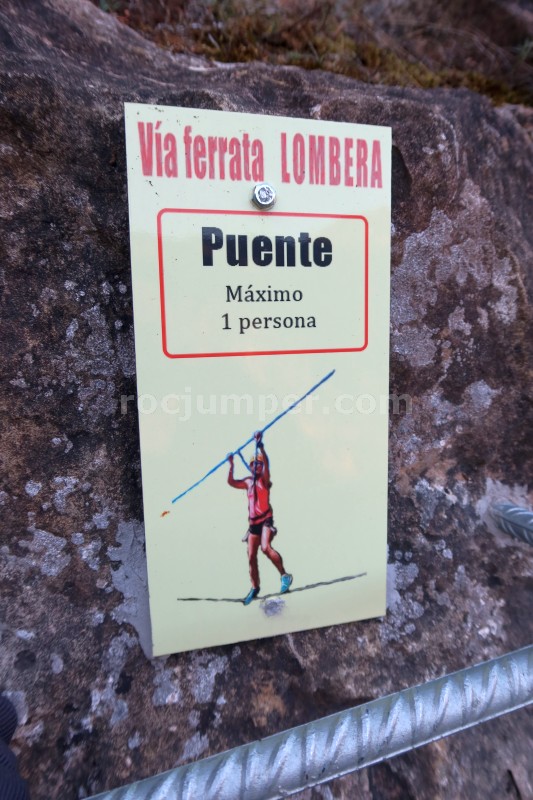 Vía ferrata LOMBERA
Puente
Máximo
1 persona
rocjumper.com